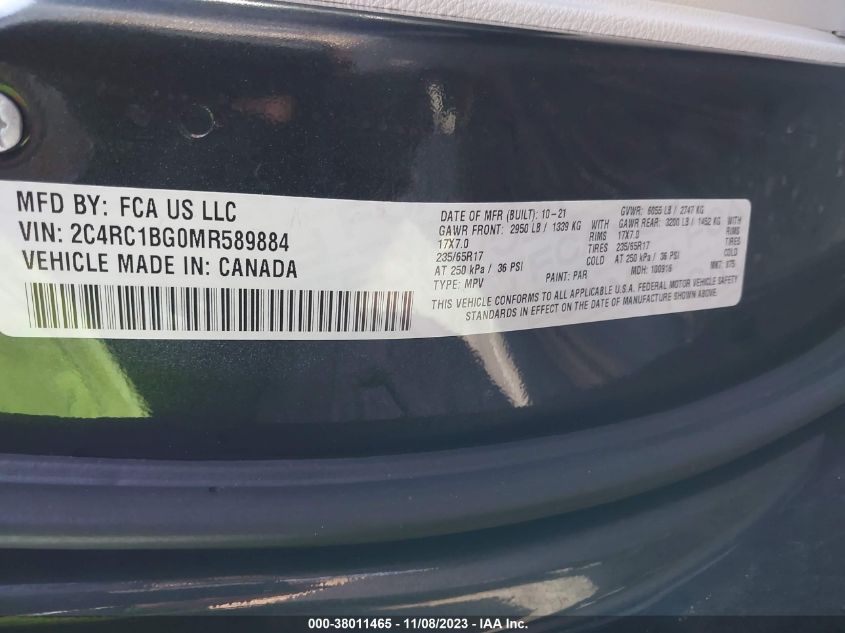 MFD BY: FCA US LLC
VIN: 2C4RC1BG0MR589884
VEHICLE MADE IN: CANADA
DATE OF MFR (BUILT): 10-21 GVWR: 6055 LB / 2747 KG
GAWR FRONT: 2950 LB / 1339 KG WITH GAWR REAR: 3200 LB / 1452 KG WITH
17X7.0 RIMS 17X7.0 RIMS
235/65R17 TIRES 235/65R17 TIRES
AT 250 kPa / 36 PSI COLD AT 250 kPa / 36 PSI COLD
TYPE: MPV PAINT: PAR MDH: 100916 MKT:
THIS VEHICLE CONFORMS TO ALL APPLICABLE U.S.A. FEDERAL MOTOR VEHICLE SAFETY
STANDARDS IN EFFECT ON THE DATE OF MANUFACTURE SHOWN ABOVE.
000-38011465 - 11/08/2023 - IAA Inc.